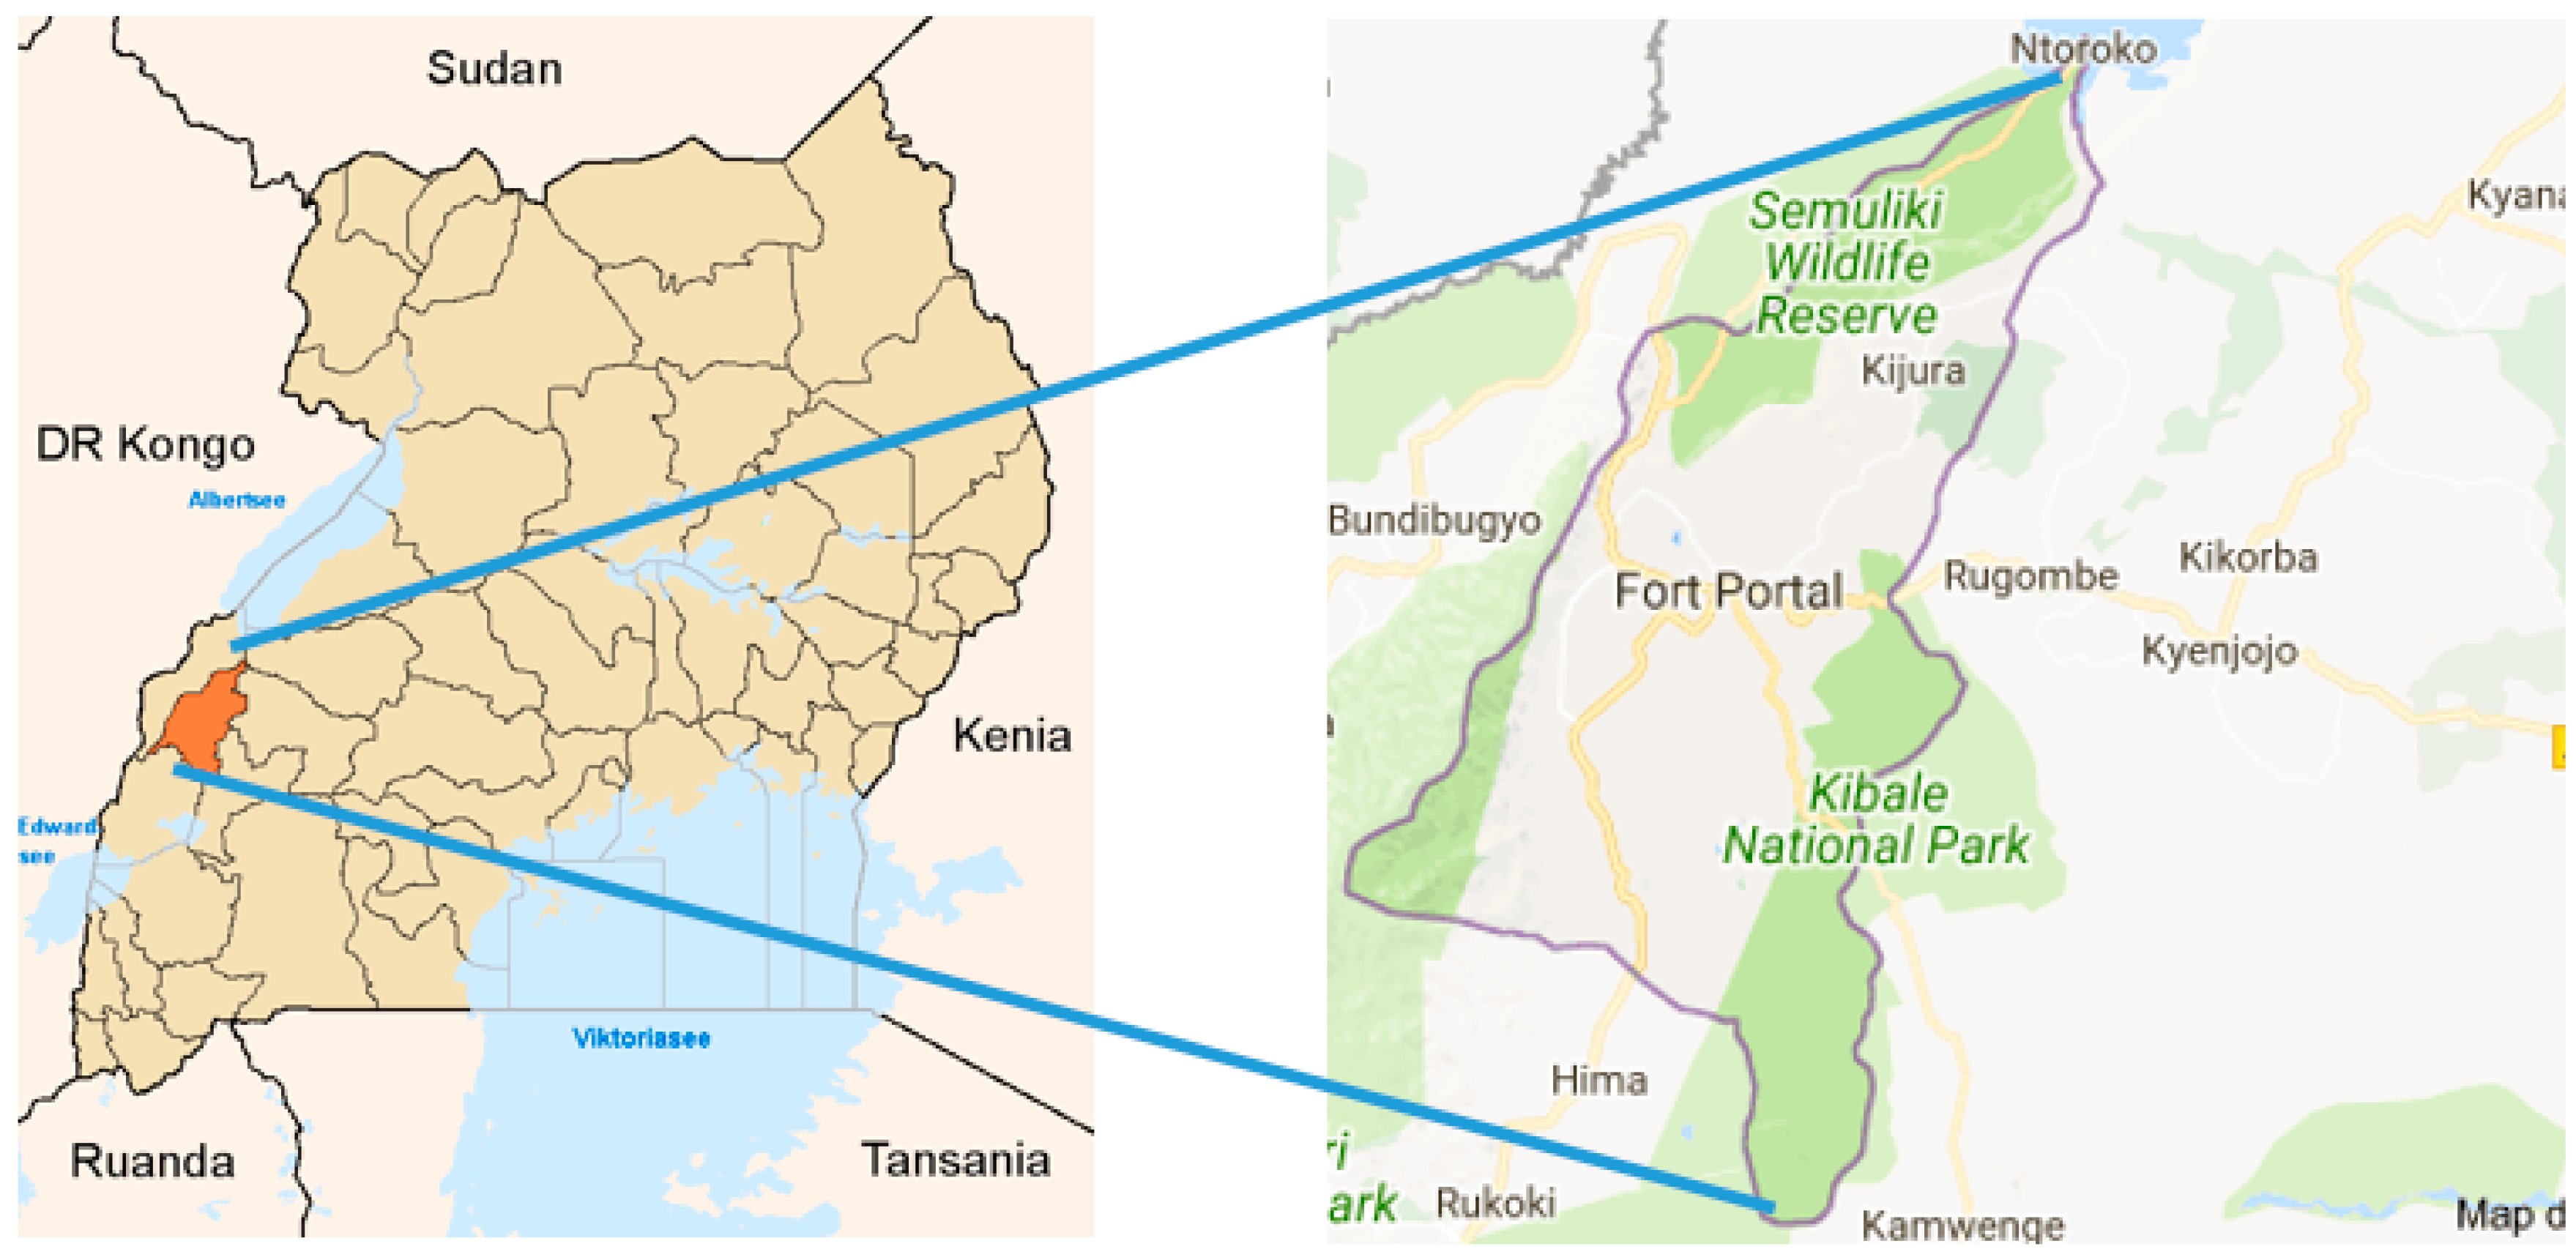 Sudan
DR Kongo
Albertsee
Kenia
Edward
see
Viktoriasee
Ruanda
Tansania
Ntoroko
Semuliki
Wildlife
Reserve
Kijura
Bundibugyo
Fort Portal
Rugombe
Kikorba
Kyenjojo
Kibale
National Park
Hima
Rukoki
ark
Kamwenge
Kyana
ri
Map d